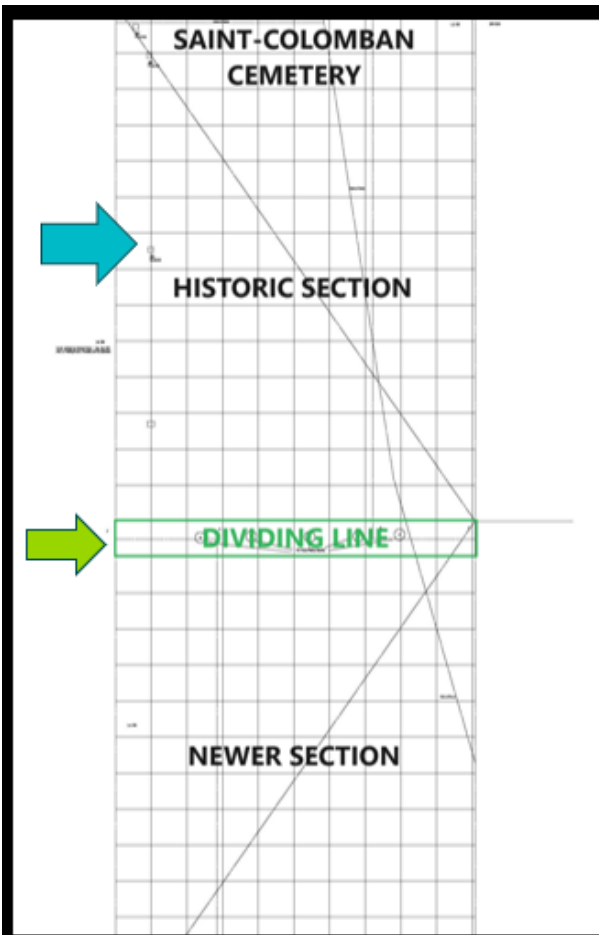 SAINT-COLOMBAN
CEMETERY
HISTORIC SECTION
DIVIDING LINE
NEWER SECTION